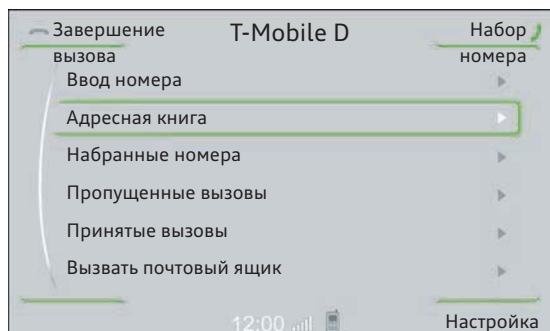 Завершение вызова
T-Mobile D
Набор номера
Ввод номера
Адресная книга
Набранные номера
Пропущенные вызовы
Принятые вызовы
Вызвать почтовый ящик
12:00
Настройка